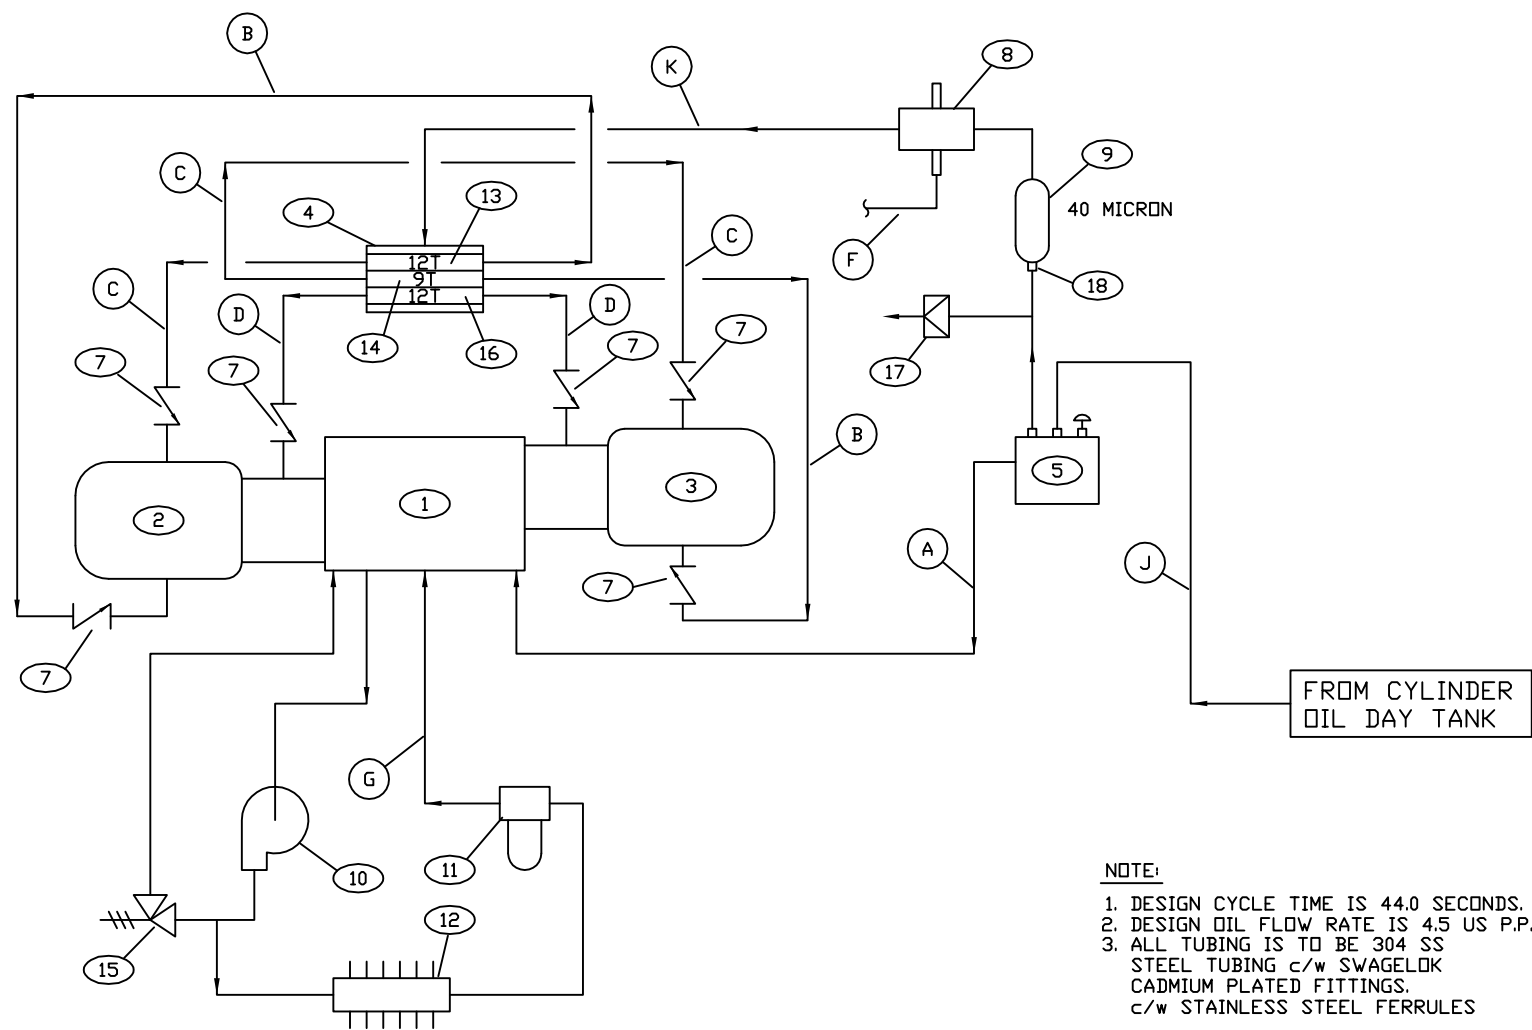 B
K
8
C
9
13
4
40 MICRON
C
F
12T
9T
12T
18
C
D
D
14
16
7
7
7
7
17
B
5
3
1
2
A
J
7
7
FROM CYLINDER
OIL DAY TANK
G
11
10
12
15
NOTE:
1. DESIGN CYCLE TIME IS 44.0 SECONDS.
2. DESIGN OIL FLOW RATE IS 4.5 US P.P.
3. ALL TUBING IS TO BE 304 SS
STEEL TUBING c/w SWAGELOK
CADMIUM PLATED FITTINGS.
c/w STAINLESS STEEL FERRULES